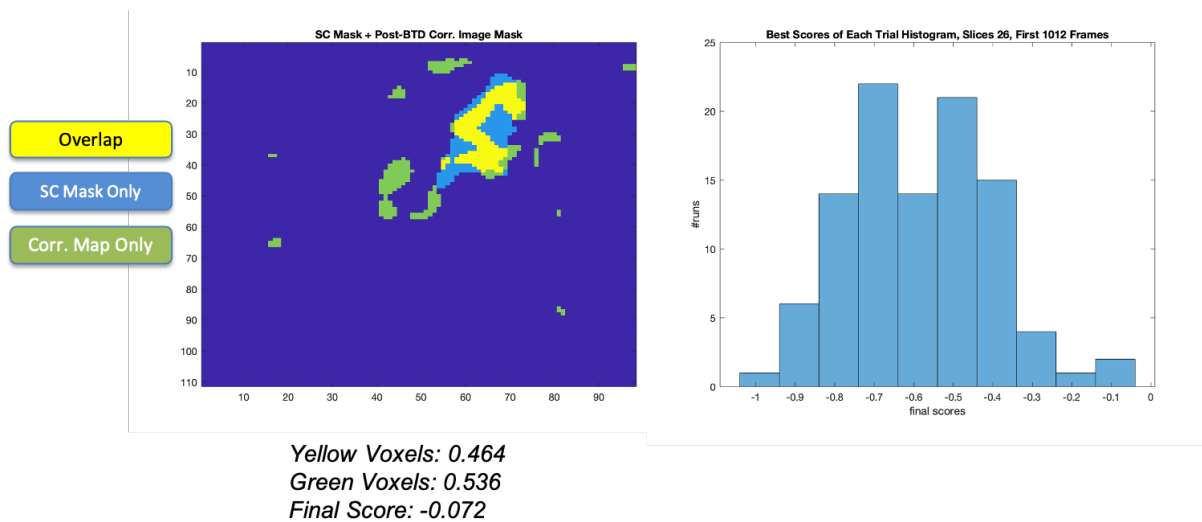 SC Mask + Post-BTD Corr. Image Mask
10
20
30
40
50
60
70
80
90
100
110
10 20 30 40 50 60 70 80 90
Overlap
SC Mask Only
Corr. Map Only
Yellow Voxels: 0.464
Green Voxels: 0.536
Final Score: -0.072
Best Scores of Each Trial Histogram, Slices 26, First 1012 Frames
25
20
15
10
5
0
#runs
-1 -0.9 -0.8 -0.7 -0.6 -0.5 -0.4 -0.3 -0.2 -0.1 0
final scores